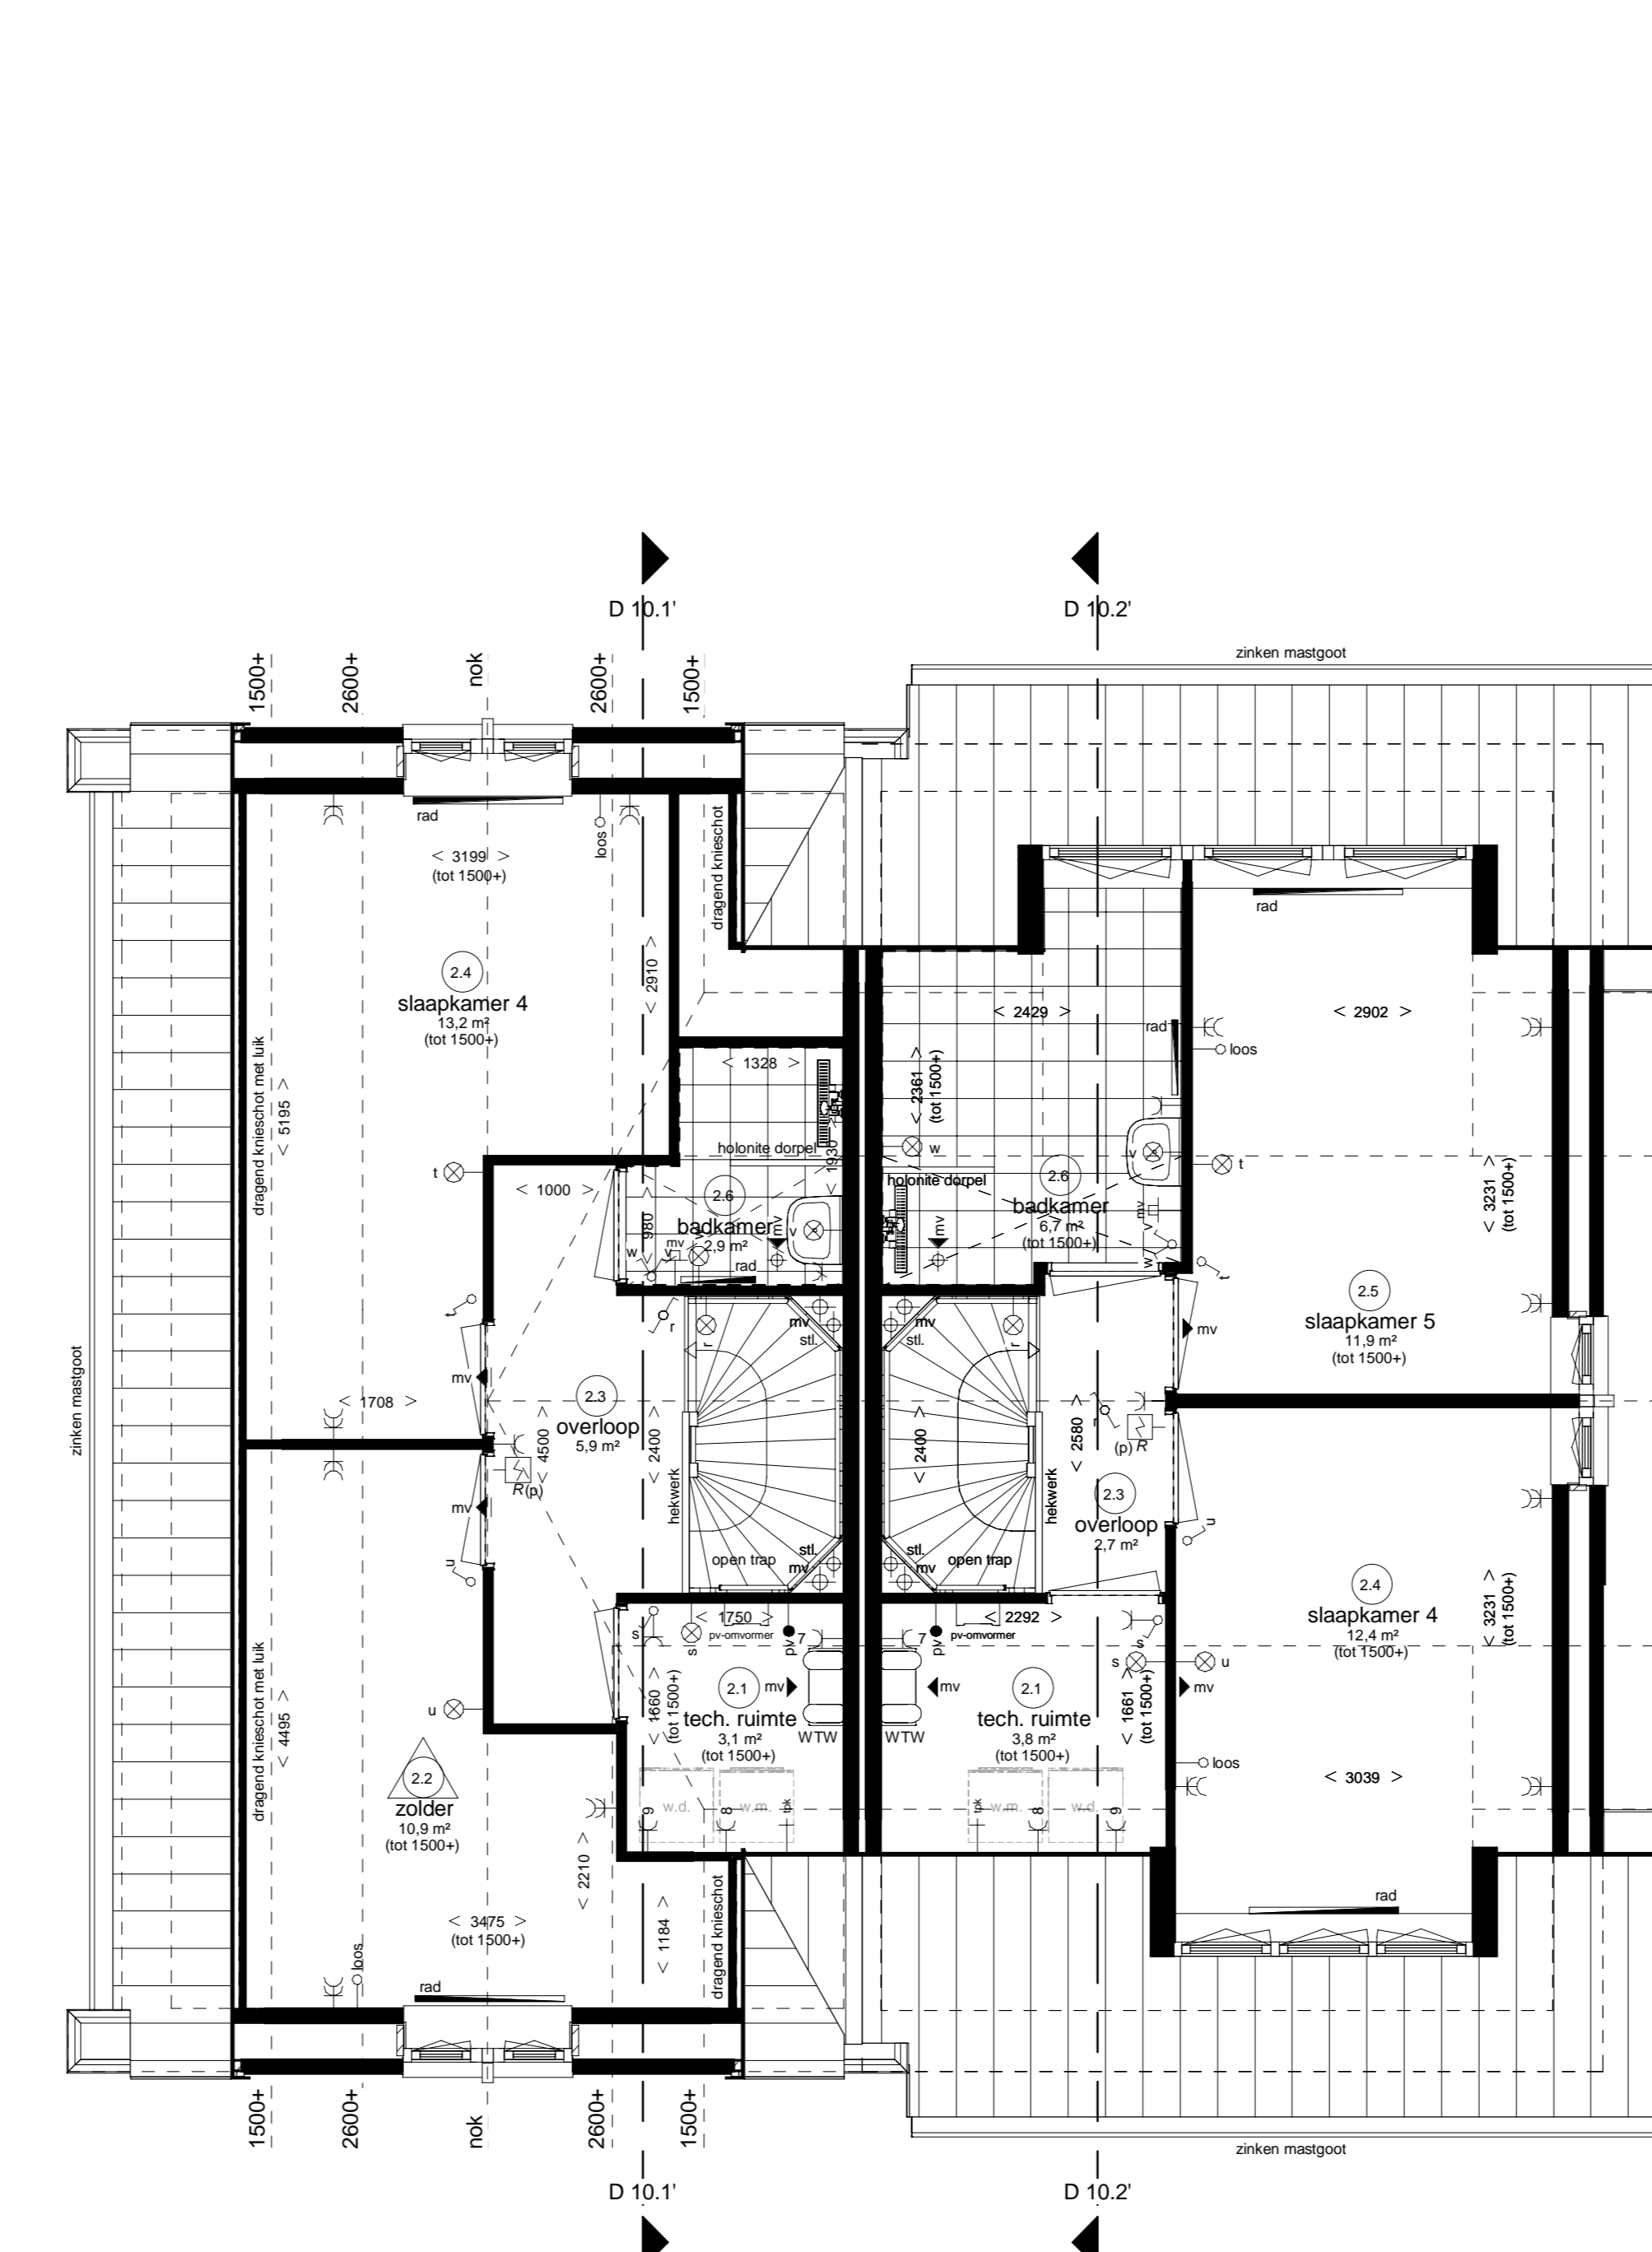 D 10.1'
D 10.2'
zinken mastgoot
1500+
2600+
nok
2600+
1500+
rad
loos
< 3199 >
(tot 1500+)
dragend knieschot
rad
2.4
slaapkamer 4
13,2 m²
(tot 1500+)
< 2910 >
< 2429 >
< 2902 >
rad
loos
dragend knieschot met luik
< 5195 >
< 1328 >
< 2361 >
(tot 1500+)
holonite dorpel
< 1930 >
w
holonite dorpel
v
t
t
< 1000 >
< 980 >
2.6
badkamer
2,9 m²
mv
mv
v
w
w
v
rad
2.6
badkamer
6,7 m²
(tot 1500+)
mv
mv
w
w
< 3231 >
(tot 1500+)
t
t
r
r
mv
stl.
mv
stl.
r
mv
2.5
slaapkamer 5
11,9 m²
(tot 1500+)
zinken mastgoot
mv
< 1708 >
2.3
overloop
5,9 m²
< 4500 >
< 2400 >
< 2400 >
< 2580 >
r
(p) R
R(p)
mv
hekwerk
hekwerk
2.3
overloop
2,7 m²
u
u
open trap
stl.
mv
stl.
mv
open trap
2.4
slaapkamer 4
12,4 m²
(tot 1500+)
< 3231 >
(tot 1500+)
s
s
< 1750 >
pv-omvormer
pv
7
7
pv
< 2292 >
pv-omvormer
s
s
u
mv
dragend knieschot met luik
< 4495 >
u
< 1660 >
(tot 1500+)
2.1
mv
tech. ruimte
3,1 m²
(tot 1500+)
WTW
WTW
mv
2.1
tech. ruimte
3,8 m²
(tot 1500+)
< 1661 >
(tot 1500+)
loos
< 3039 >
2.2
zolder
10,9 m²
(tot 1500+)
w.d.
w.m.
9
8
tpk
tpk
w.m.
w.d.
8
9
< 2210 >
< 3475 >
(tot 1500+)
< 1184 >
dragend knieschot
loos
rad
rad
1500+
2600+
nok
2600+
1500+
zinken mastgoot
D 10.1'
D 10.2'